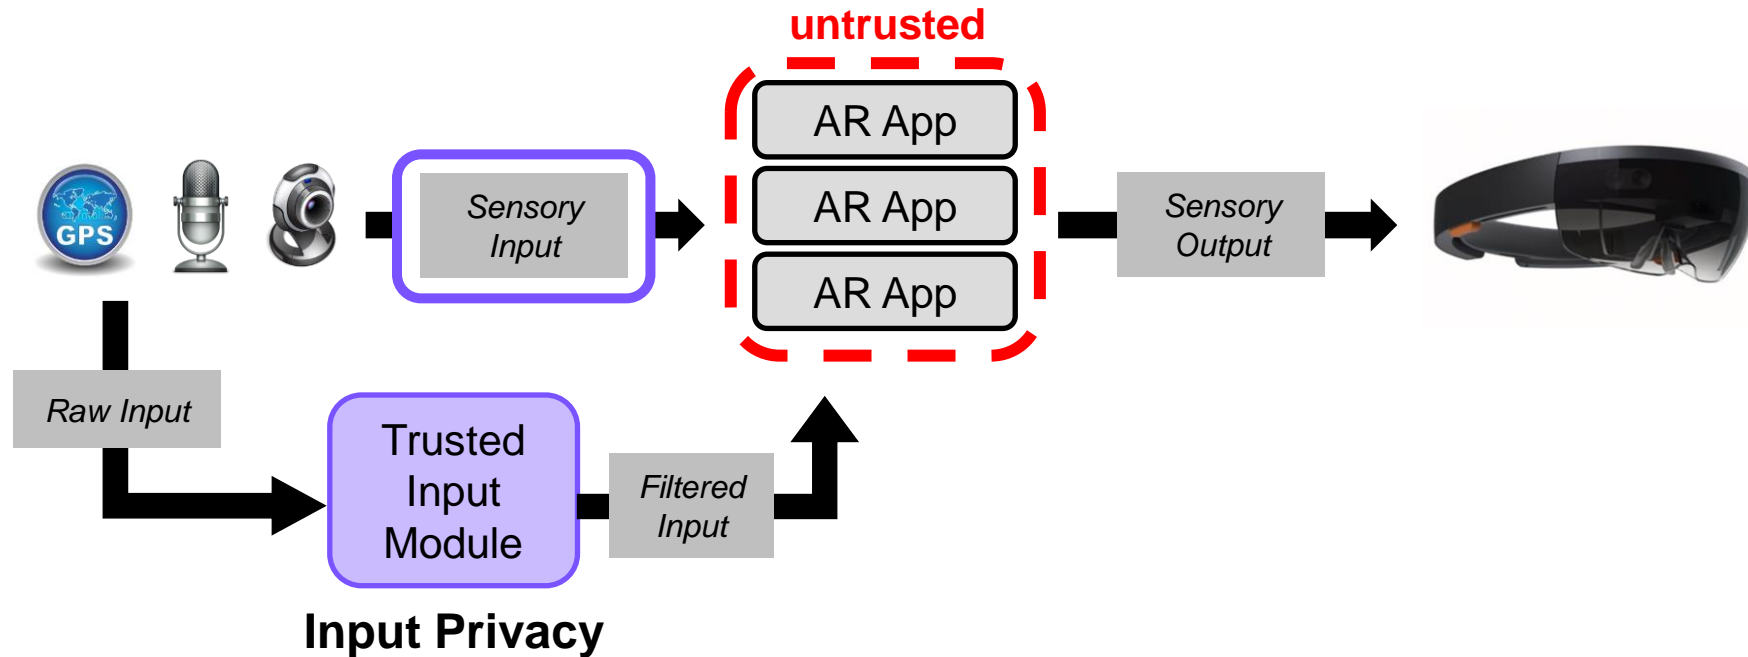 untrusted
AR App
AR App
AR App
GPS
Sensory
Input
Sensory
Output
Raw Input
Trusted
Input
Module
Filtered
Input
Input Privacy